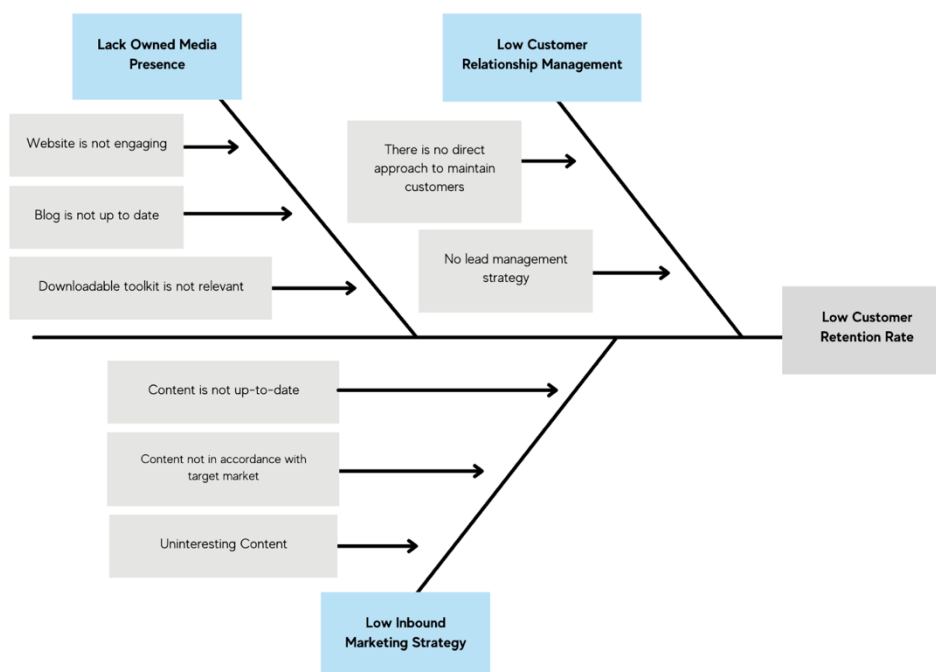 Lack Owned Media
Presence
Low Customer
Relationship Management
Website is not engaging
There is no direct
approach to maintain
customers
Blog is not up to date
No lead management
strategy
Downloadable toolkit is not relevant
Low Customer
Retention Rate
Content is not up-to-date
Content not in accordance with
target market
Uninteresting Content
Low Inbound
Marketing Strategy